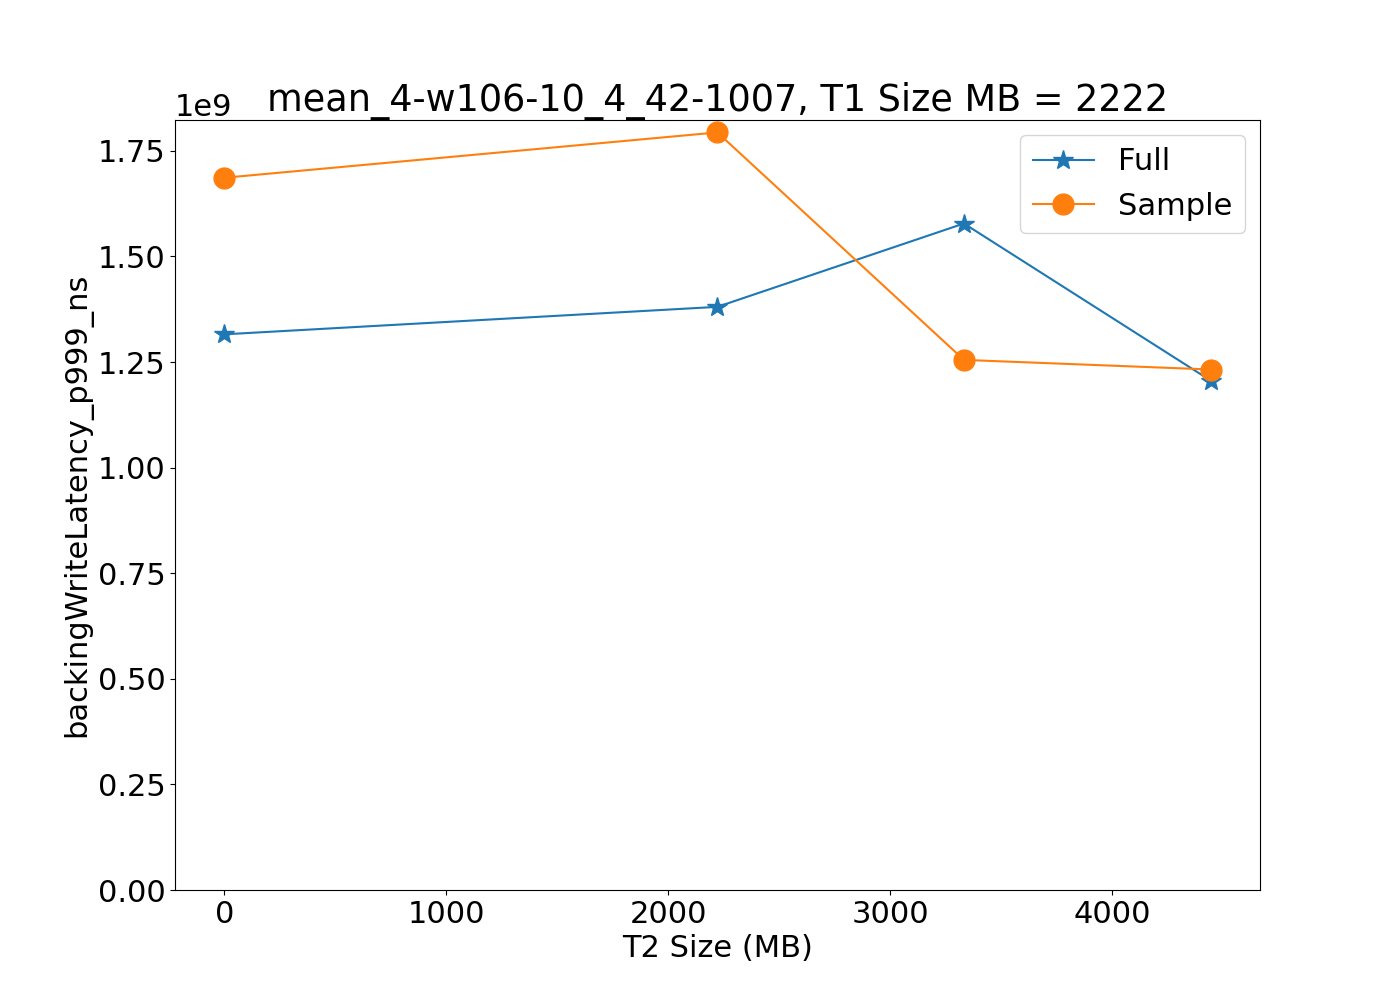 mean_4-w106-10_4_42-1007, T1 Size MB = 2222
1e9
Full
Sample
1.75
1.50
1.25
1.00
0.75
0.50
0.25
0.00
backingWriteLatency_p999_ns
0 1000 2000 3000 4000
T2 Size (MB)